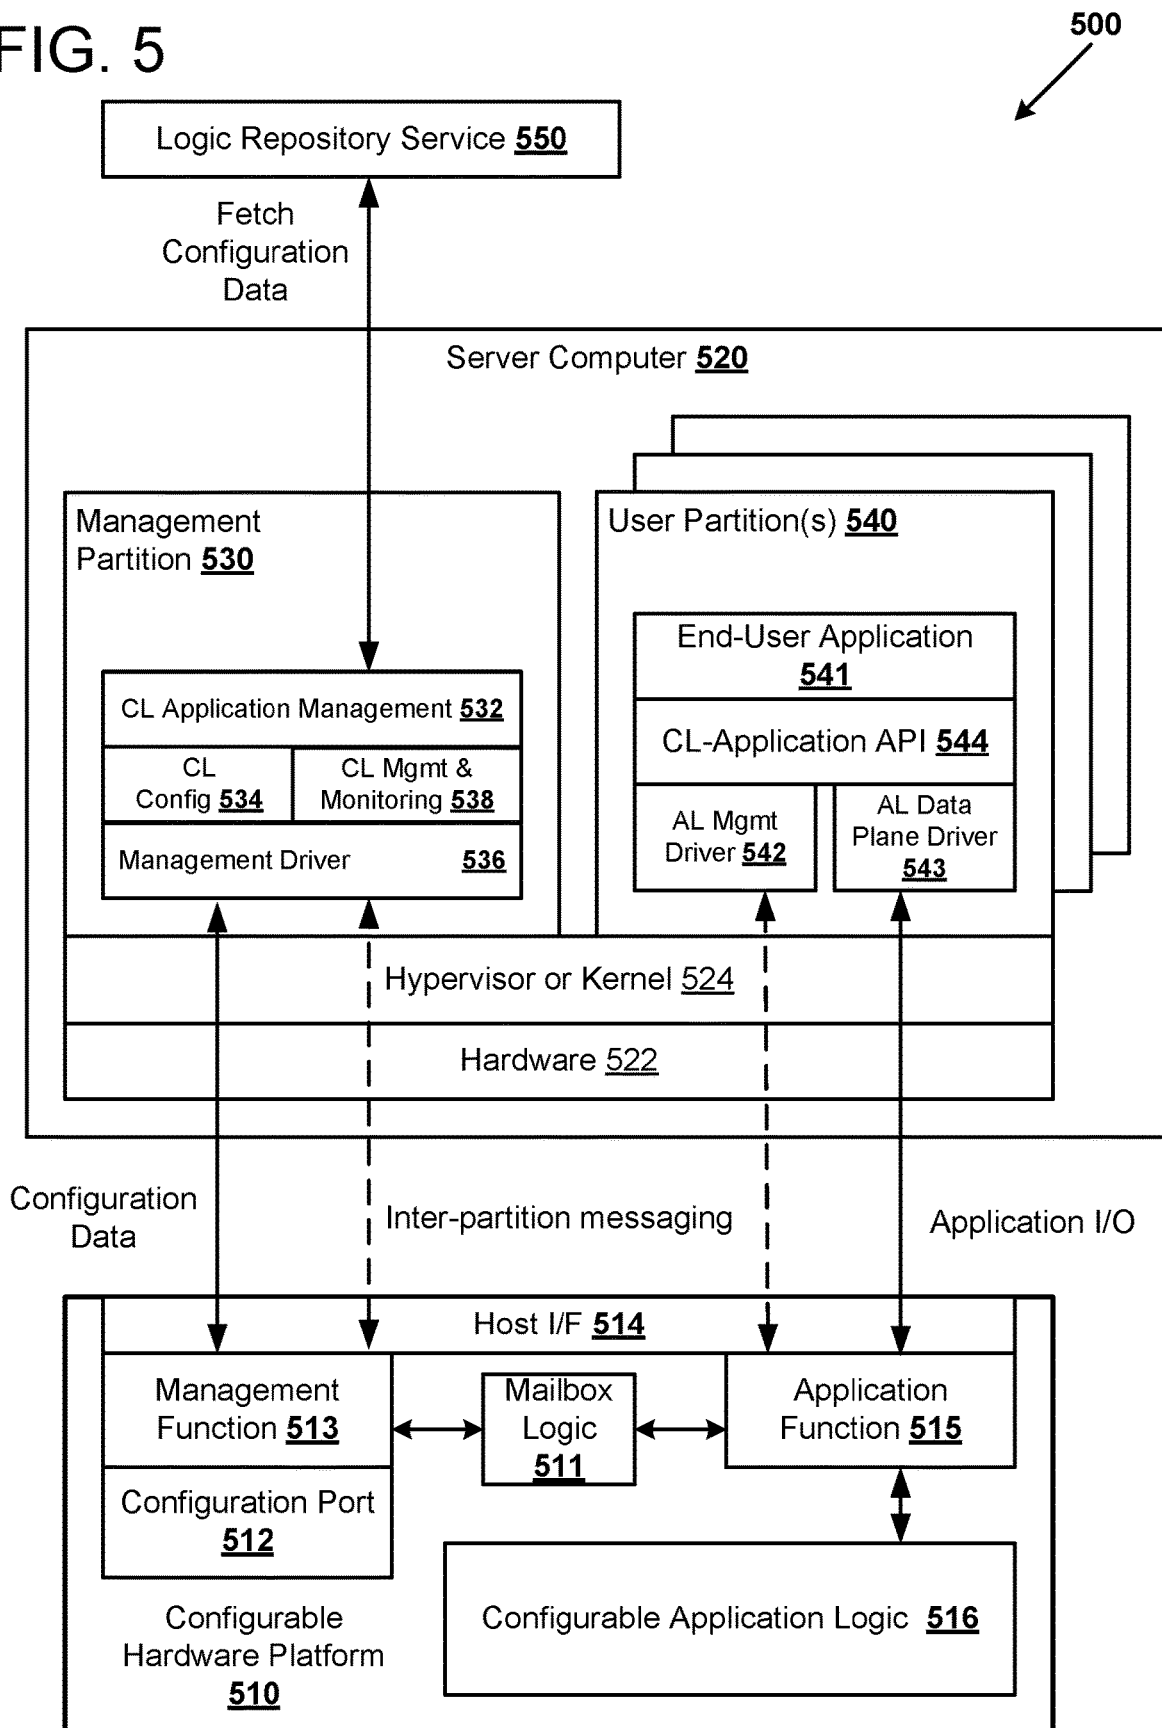 FIG. 5
500
Logic Repository Service 550
Fetch
Configuration
Data
Server Computer 520
Management
Partition 530
User Partition(s) 540
End-User Application
541
CL-Application API 544
AL Mgmt
Driver 542
AL Data
Plane Driver
543
CL Application Management 532
CL
Config 534
CL Mgmt &
Monitoring 538
Management Driver 536
Hypervisor or Kernel 524
Hardware 522
Configuration
Data
Inter-partition messaging
Application I/O
Host I/F 514
Management
Function 513
Mailbox
Logic
511
Application
Function 515
Configuration Port
512
Configurable Application Logic 516
Configurable
Hardware Platform
510